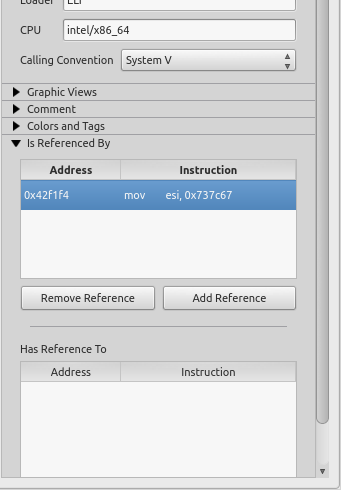 Loader ELF
CPU intel/x86_64
Calling Convention System V
Graphic Views
Comment
Colors and Tags
Is Referenced By
Address Instruction
0x42f1f4 mov esi, 0x737c67
Remove Reference Add Reference
Has Reference To
Address Instruction